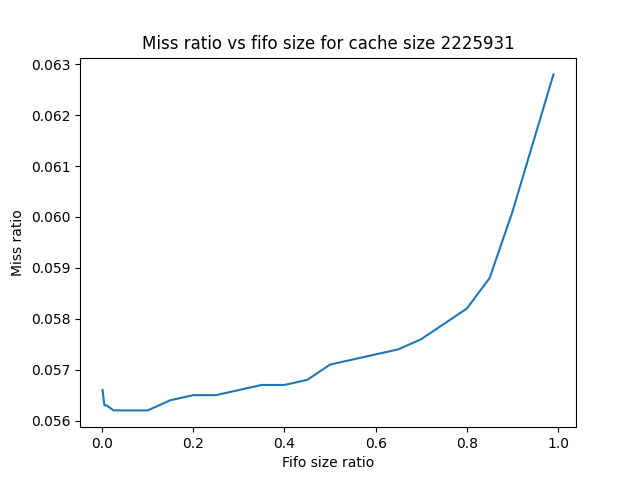 Miss ratio vs fifo size for cache size 2225931
0.063
0.062
0.061
0.060
0.059
0.058
0.057
0.056
Miss ratio
0.0 0.2 0.4 0.6 0.8 1.0
Fifo size ratio